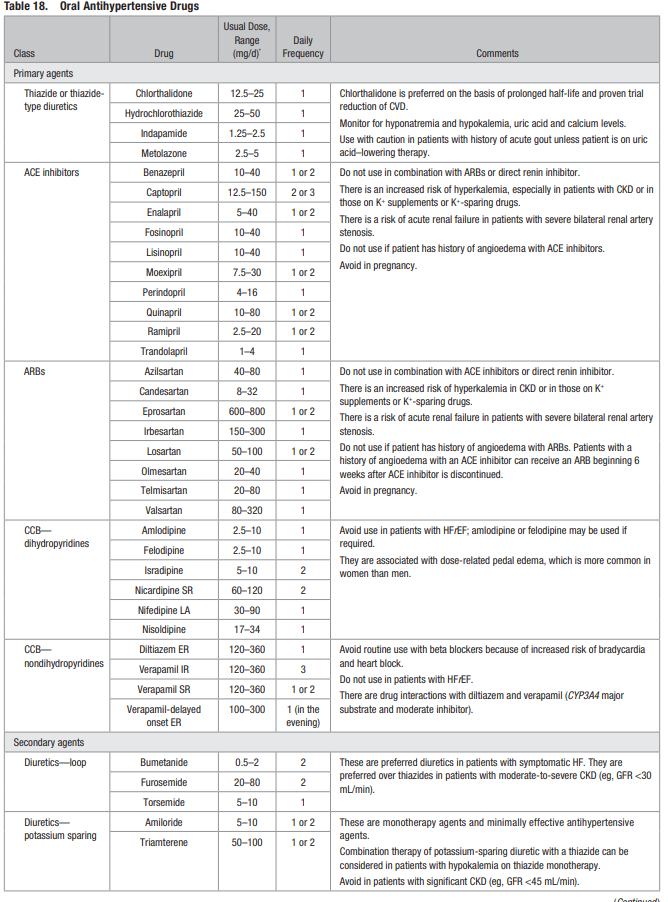 Table 18. Oral Antihypertensive Drugs
Class Drug Usual Dose, Range (mg/d)* Daily Frequency Comments
Primary agents
Thiazide or thiazide-type diuretics
Chlorthalidone 12.5–25 1
Hydrochlorothiazide 25–50 1
Indapamide 1.25–2.5 1
Metolazone 2.5–5 1
Chlorthalidone is preferred on the basis of prolonged half-life and proven trial
reduction of CVD.
Monitor for hyponatremia and hypokalemia, uric acid and calcium levels.
Use with caution in patients with history of acute gout unless patient is on uric
acid–lowering therapy.
ACE inhibitors
Benazepril 10–40 1 or 2
Captopril 12.5–150 2 or 3
Enalapril 5–40 1 or 2
Fosinopril 10–40 1
Lisinopril 10–40 1
Moexipril 7.5–30 1 or 2
Perindopril 4–16 1
Quinapril 10–80 1 or 2
Ramipril 2.5–20 1 or 2
Trandolapril 1–4 1
Do not use in combination with ARBs or direct renin inhibitor.
There is an increased risk of hyperkalemia, especially in patients with CKD or in
those on K+ supplements or K+-sparing drugs.
There is a risk of acute renal failure in patients with severe bilateral renal artery
stenosis.
Do not use if patient has history of angioedema with ACE inhibitors.
Avoid in pregnancy.
ARBs
Azilsartan 40–80 1
Candesartan 8–32 1
Eprosartan 600–800 1 or 2
Irbesartan 150–300 1
Losartan 50–100 1 or 2
Olmesartan 20–40 1
Telmisartan 20–80 1
Valsartan 80–320 1
Do not use in combination with ACE inhibitors or direct renin inhibitor.
There is an increased risk of hyperkalemia in CKD or in those on K+
supplements or K+-sparing drugs.
There is a risk of acute renal failure in patients with severe bilateral renal artery
stenosis.
Do not use if patient has history of angioedema with ARBs. Patients with a
history of angioedema with an ACE inhibitor can receive an ARB beginning 6
weeks after ACE inhibitor is discontinued.
Avoid in pregnancy.
CCB—
dihydropyridines
Amlodipine 2.5–10 1
Felodipine 2.5–10 1
Isradipine 5–10 2
Nicardipine SR 60–120 2
Nifedipine LA 30–90 1
Nisoldipine 17–34 1
Avoid use in patients with HFrEF; amlodipine or felodipine may be used if
required.
They are associated with dose-related pedal edema, which is more common in
women than men.
CCB—
nondihydropyridines
Diltiazem ER 120–360 1
Verapamil IR 120–360 3
Verapamil SR 120–360 1 or 2
Verapamil-delayed onset ER 100–300 1 (in the evening)
Avoid routine use with beta blockers because of increased risk of bradycardia
and heart block.
Do not use in patients with HFrEF.
There are drug interactions with diltiazem and verapamil (CYP3A4 major
substrate and moderate inhibitor).
Secondary agents
Diuretics—loop
Bumetanide 0.5–2 2
Furosemide 20–80 2
Torsemide 5–10 1
These are preferred diuretics in patients with symptomatic HF. They are
preferred over thiazides in patients with moderate-to-severe CKD (eg, GFR <30
mL/min).
Diuretics—
potassium sparing
Amiloride 5–10 1 or 2
Triamterene 50–100 1 or 2
These are monotherapy agents and minimally effective antihypertensive
agents.
Combination therapy of potassium-sparing diuretic with a thiazide can be
considered in patients with hypokalemia on thiazide monotherapy.
Avoid in patients with significant CKD (eg, GFR <45 mL/min).
(Continued)